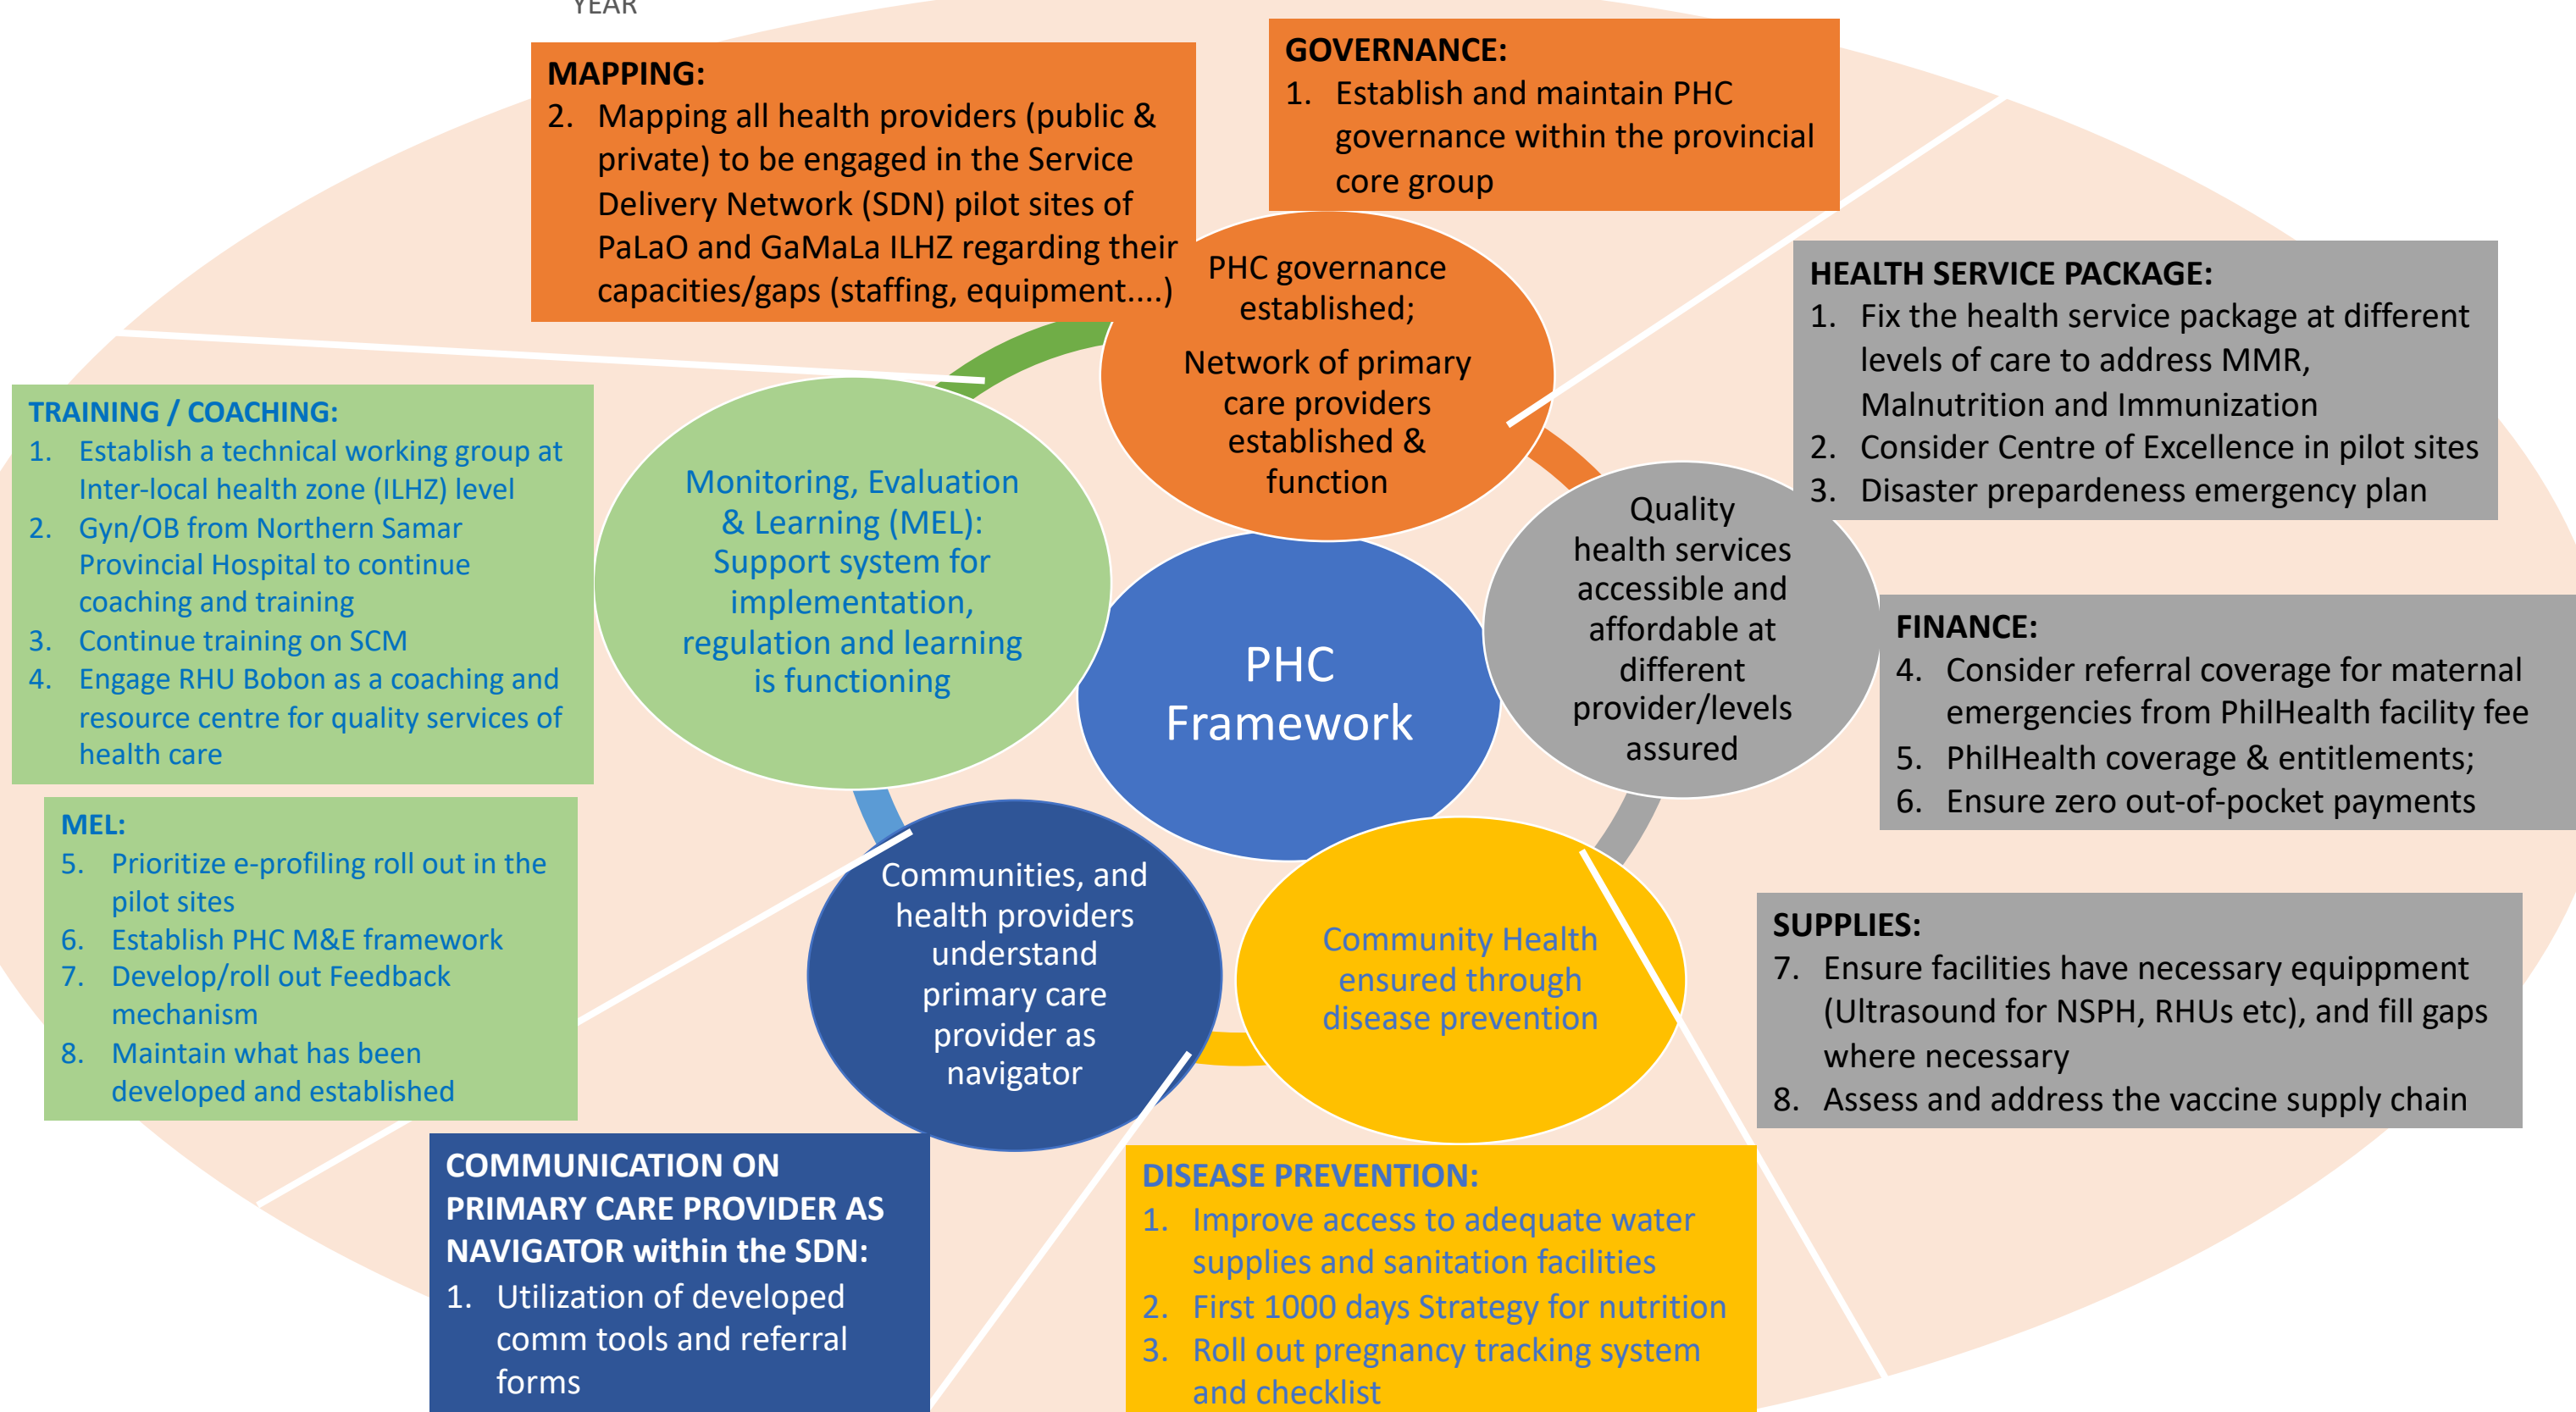 YEAR
MAPPING:
2. Mapping all health providers (public &
private) to be engaged in the Service
Delivery Network (SDN) pilot sites of
PaLaO and GaMaLa ILHZ regarding their
capacities/gaps (staffing, equipment....)
GOVERNANCE:
1. Establish and maintain PHC
governance within the provincial
core group
PHC governance
established;
Network of primary
care providers
established &
function
HEALTH SERVICE PACKAGE:
1. Fix the health service package at different
levels of care to address MMR,
Malnutrition and Immunization
2. Consider Centre of Excellence in pilot sites
3. Disaster prepardeness emergency plan
TRAINING / COACHING:
1. Establish a technical working group at
Inter-local health zone (ILHZ) level
2. Gyn/OB from Northern Samar
Provincial Hospital to continue
coaching and training
3. Continue training on SCM
4. Engage RHU Bobon as a coaching and
resource centre for quality services of
health care
Monitoring, Evaluation
& Learning (MEL):
Support system for
implementation,
regulation and learning
is functioning
PHC
Framework
Quality
health services
accessible and
affordable at
different
provider/levels
assured
FINANCE:
4. Consider referral coverage for maternal
emergencies from PhilHealth facility fee
5. PhilHealth coverage & entitlements;
6. Ensure zero out-of-pocket payments
MEL:
5. Prioritize e-profiling roll out in the
pilot sites
6. Establish PHC M&E framework
7. Develop/roll out Feedback
mechanism
8. Maintain what has been
developed and established
Communities, and
health providers
understand
primary care
provider as
navigator
Community Health
ensured through
disease prevention
SUPPLIES:
7. Ensure facilities have necessary equippment
(Ultrasound for NSPH, RHUs etc), and fill gaps
where necessary
8. Assess and address the vaccine supply chain
COMMUNICATION ON
PRIMARY CARE PROVIDER AS
NAVIGATOR within the SDN:
1. Utilization of developed
comm tools and referral
forms
DISEASE PREVENTION:
1. Improve access to adequate water
supplies and sanitation facilities
2. First 1000 days Strategy for nutrition
3. Roll out pregnancy tracking system
and checklist